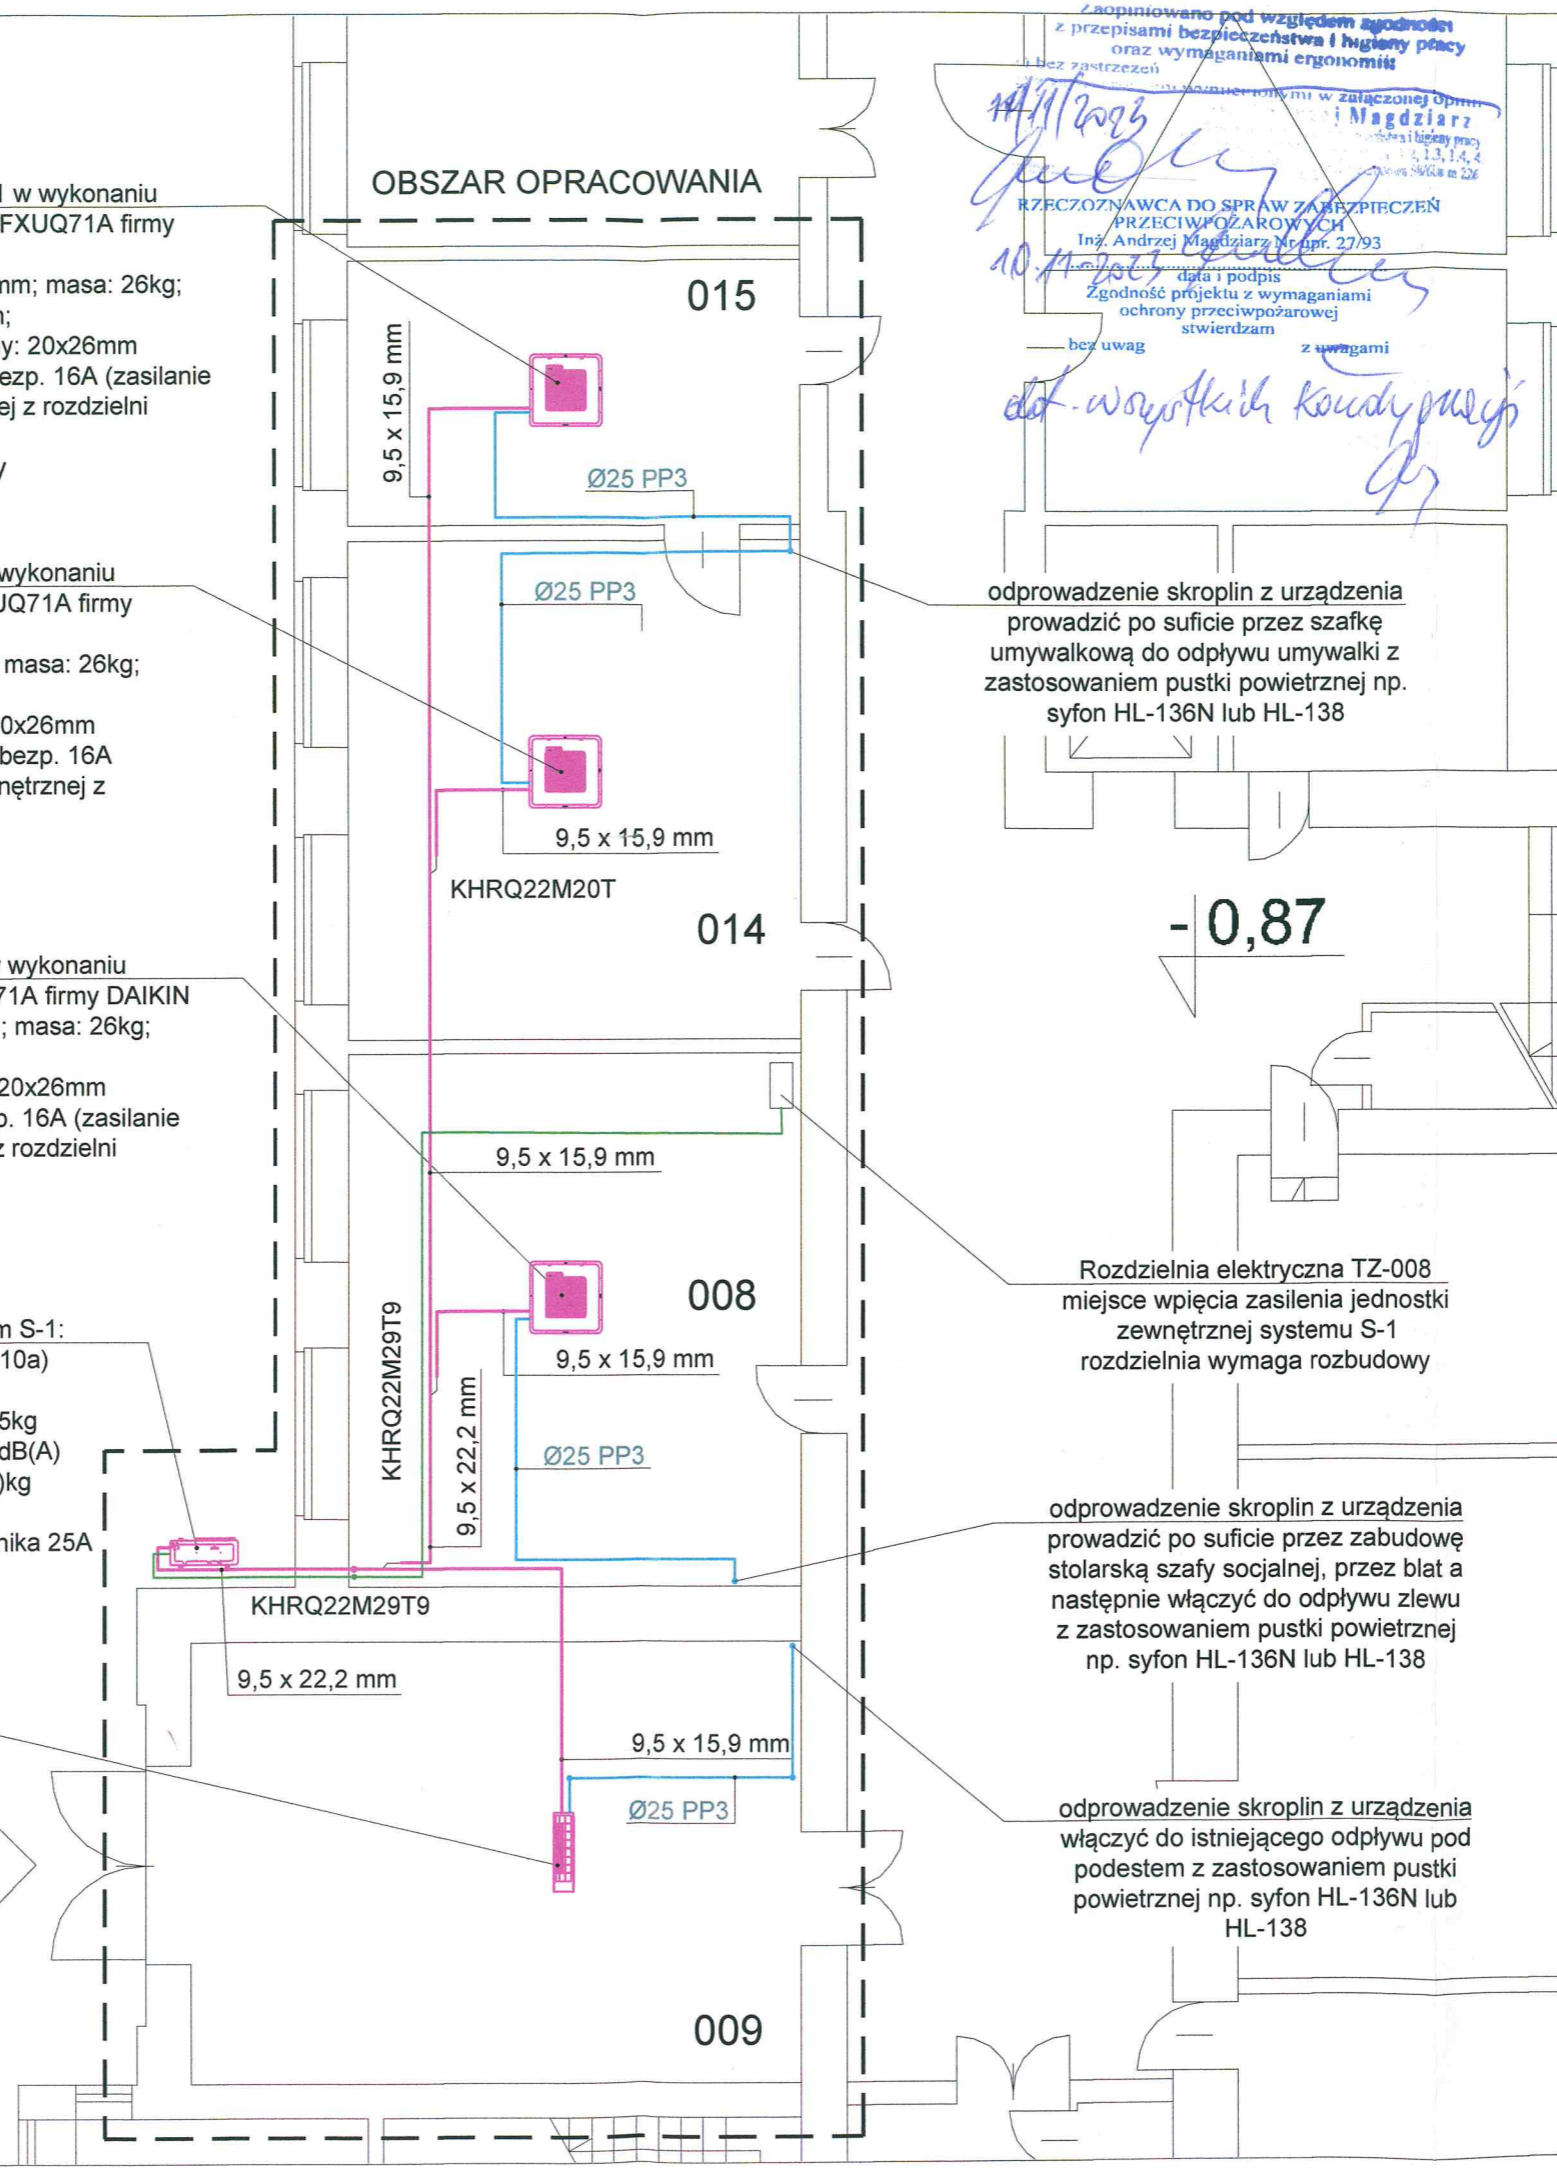 Zaopiniowano pod względem zgodności
z przepisami bezpieczeństwa i higieny pracy
oraz wymaganiami ergonomii:
bez zastrzeżeń
w załączonej opinii
Magdziarz
RZECZOZNAWCA DO SPRAW ZABEZPIECZEŃ
PRZECIWPOŻAROWYCH
Inż. Andrzej Magdziarz Nr upr. 27/93
10.11.2023
data i podpis
Zgodność projektu z wymaganiami
ochrony przeciwpożarowej
stwierdzam
bez uwag
z uwagami
dot. wszystkich kondygnacji
OBSZAR OPRACOWANIA
w wykonaniu
FXUQ71A firmy
mm; masa: 26kg;
y: 20x26mm
ezp. 16A (zasilanie
ej z rozdzielni
015
9,5 x 15,9 mm
Ø25 PP3
wykonaniu
UQ71A firmy
masa: 26kg;
0x26mm
bezp. 16A
nętrznej z
Ø25 PP3
9,5 x 15,9 mm
KHRQ22M20T
014
odprowadzenie skroplin z urządzenia
prowadzić po suficie przez szafkę
umywalkową do odpływu umywalki z
zastosowaniem pustki powietrznej np.
syfon HL-136N lub HL-138
- 0,87
wykonaniu
71A firmy DAIKIN
; masa: 26kg;
20x26mm
o. 16A (zasilanie
z rozdzielni
9,5 x 15,9 mm
008
9,5 x 15,9 mm
KHRQ22M29T9
9,5 x 22,2 mm
Ø25 PP3
Rozdzielnia elektryczna TZ-008
miejsce wpięcia zasilenia jednostki
zewnętrznej systemu S-1
rozdzielnia wymaga rozbudowy
m S-1:
10a)
5kg
dB(A)
)kg
nika 25A
KHRQ22M29T9
9,5 x 22,2 mm
odprowadzenie skroplin z urządzenia
prowadzić po suficie przez zabudowę
stolarską szafy socjalnej, przez blat a
następnie włączyć do odpływu zlewu
z zastosowaniem pustki powietrznej
np. syfon HL-136N lub HL-138
9,5 x 15,9 mm
Ø25 PP3
odprowadzenie skroplin z urządzenia
włączyć do istniejącego odpływu pod
podestem z zastosowaniem pustki
powietrznej np. syfon HL-136N lub
HL-138
009